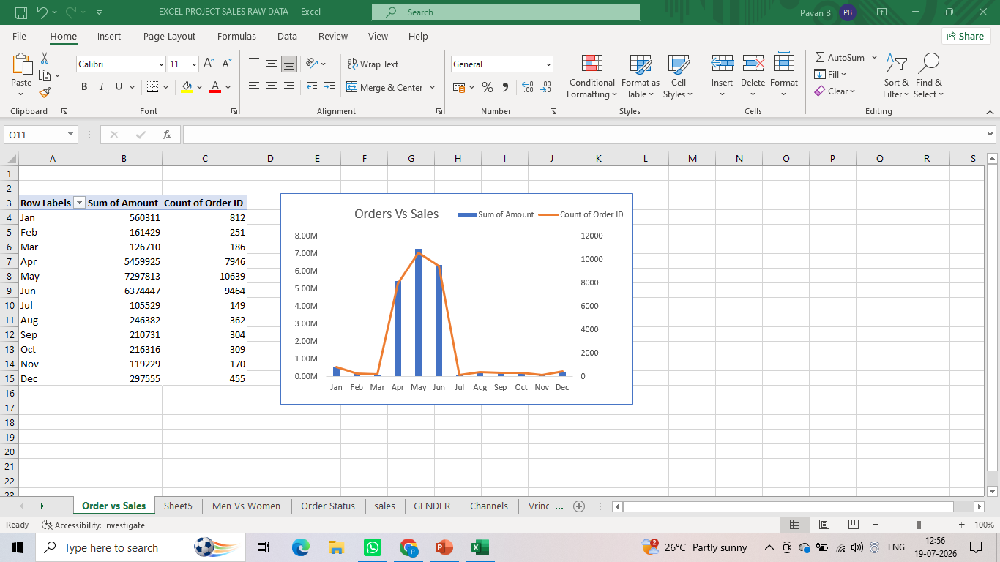 EXCEL PROJECT SALES RAW DATA - Excel
Search
Pavan B
PB
File Home Insert Page Layout Formulas Data Review View Help
Share
Paste
Calibri 11
Wrap Text
General
Merge & Center
B I U
Conditional Formatting
Format as Table
Cell Styles
Insert
Delete
Format
AutoSum
Fill
Clear
Sort & Filter
Find & Select
Clipboard Font Alignment Number Styles Cells Editing
O11
fx
A B C D E F G H I J K L M N O P Q R S
1
2
3 Row Labels Sum of Amount Count of Order ID
4 Jan 560311 812
5 Feb 161429 251
6 Mar 126710 186
7 Apr 5459925 7946
8 May 7297813 10639
9 Jun 6374447 9464
10 Jul 105529 149
11 Aug 246382 362
12 Sep 210731 304
13 Oct 216316 309
14 Nov 119229 170
15 Dec 297555 455
16
17
18
19
20
21
22
23
Orders Vs Sales
Sum of Amount Count of Order ID
8.00M 12000
7.00M
10000
6.00M
8000
5.00M
4.00M 6000
3.00M
4000
2.00M
2000
1.00M
0.00M 0
Jan Feb Mar Apr May Jun Jul Aug Sep Oct Nov Dec
Order vs Sales Sheet5 Men Vs Women Order Status sales GENDER Channels Vrinc ...
Ready Accessibility: Investigate 100%
Type here to search
2
26°C Partly sunny
ENG
12:56
19-07-2026